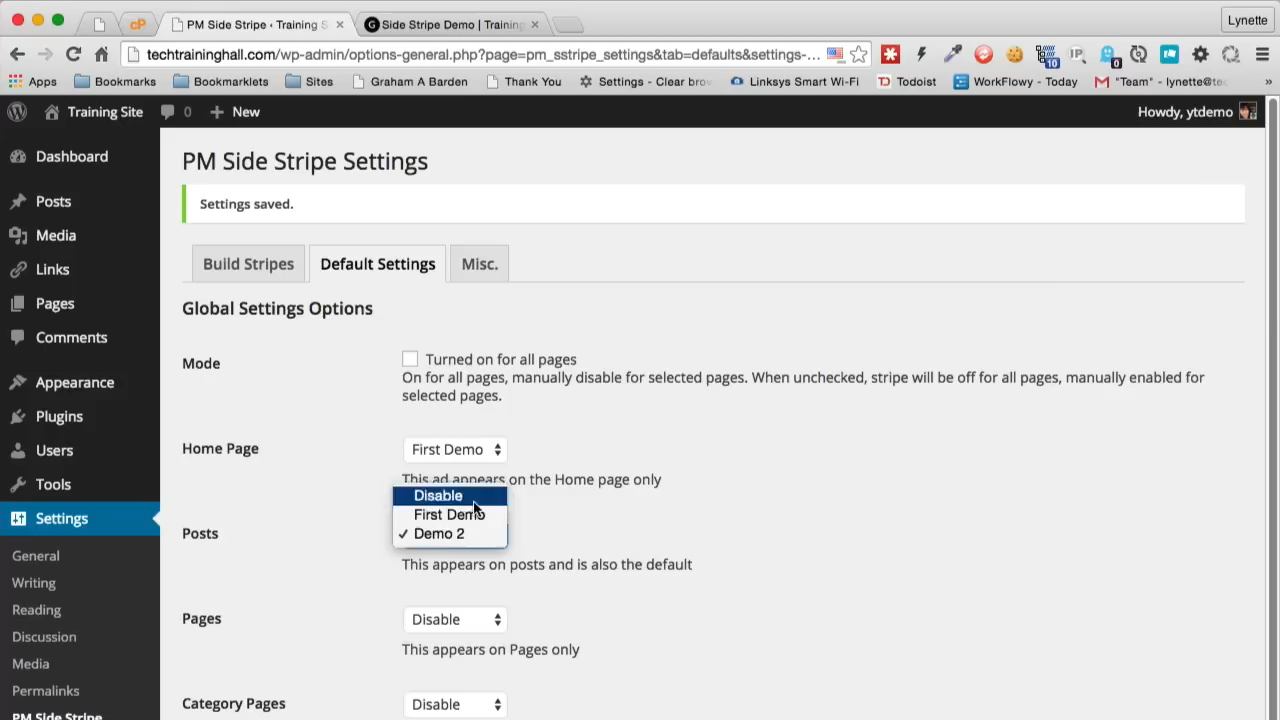 Lynette
cP
PM Side Stripe ‹ Training S
Side Stripe Demo | Training
techtraininghall.com/wp-admin/options-general.php?page=pm_sstripe_settings&tab=defaults&settings-...
IP
10
0
Apps
Bookmarks
Bookmarklets
Sites
Graham A Barden
Thank You
Settings - Clear brow
Linksys Smart Wi-Fi
Todoist
WorkFlowy - Today
"Team" - lynette@tec
»
Training Site
0
New
Howdy, ytdemo
Dashboard
Posts
Media
Links
Pages
Comments
Appearance
Plugins
Users
Tools
Settings
General
Writing
Reading
Discussion
Media
Permalinks
PM Side Stripe
PM Side Stripe Settings
Settings saved.
Build Stripes
Default Settings
Misc.
Global Settings Options
Mode
Turned on for all pages
On for all pages, manually disable for selected pages. When unchecked, stripe will be off for all pages, manually enabled for
selected pages.
Home Page
First Demo
This ad appears on the Home page only
Posts
Disable
First Demo
✓ Demo 2
This appears on posts and is also the default
Pages
Disable
This appears on Pages only
Category Pages
Disable